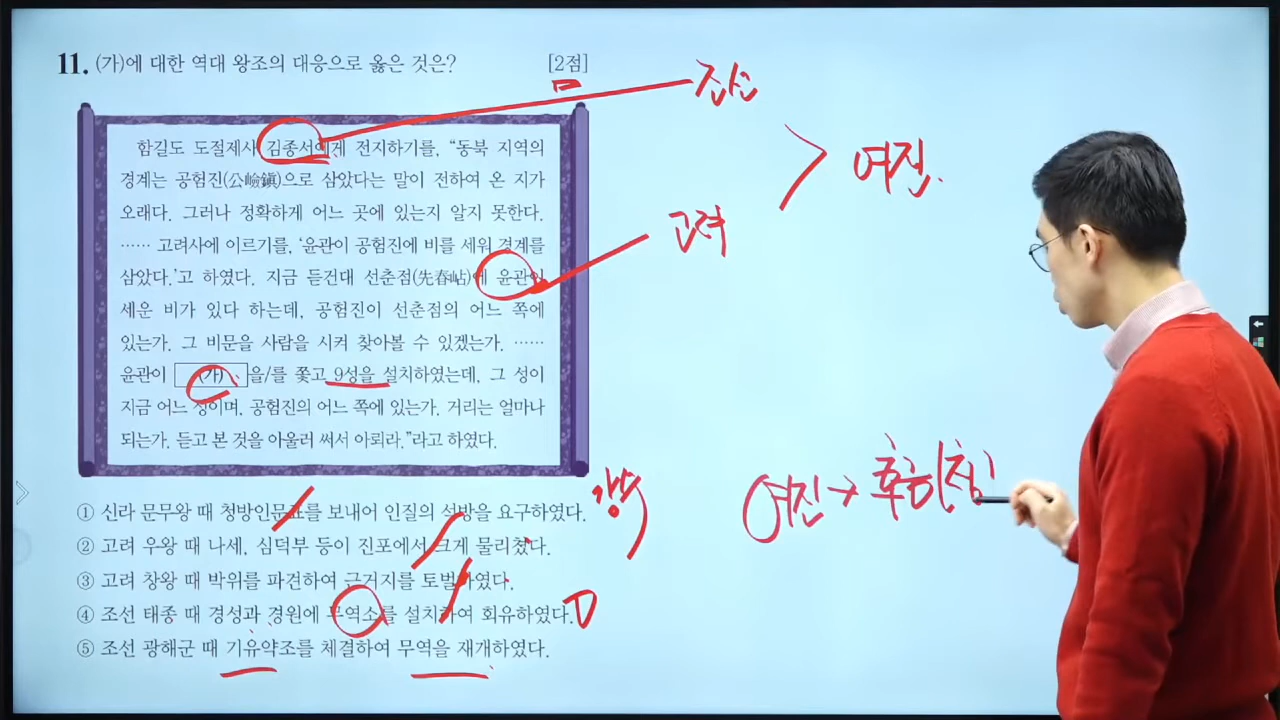 11. (가)에 대한 역대 왕조의 대응으로 옳은 것은? [2점]
함길도 도절제사 김종서에게 전지하기를, “동북 지역의
경계는 공험진(公嶮鎭)으로 삼았다는 말이 전하여 온 지가
오래다. 그러나 정확하게 어느 곳에 있는지 알지 못한다.
…… 고려사에 이르기를, ‘윤관이 공험진에 비를 세워 경계를
삼았다.’고 하였다. 지금 듣건대 선춘점(先春岾)에 윤관이
세운 비가 있다 하는데, 공험진이 선춘점의 어느 쪽에
있는가. 그 비문을 사람을 시켜 찾아볼 수 있겠는가. ……
윤관이 (가) 을/를 쫓고 9성을 설치하였는데, 그 성이
지금 어느 성이며, 공험진의 어느 쪽에 있는가. 거리는 얼마나
되는가. 듣고 본 것을 아울러 써서 아뢰라.”라고 하였다.
① 신라 문무왕 때 청방인문표를 보내어 인질의 석방을 요구하였다.
② 고려 우왕 때 나세, 심덕부 등이 진포에서 크게 물리쳤다.
③ 고려 창왕 때 박위를 파견하여 근거지를 토벌하였다.
④ 조선 태종 때 경성과 경원에 무역소를 설치하여 회유하였다.
⑤ 조선 광해군 때 기유약조를 체결하여 무역을 재개하였다.
조선
여진.
고려
여진→ 후금(청)